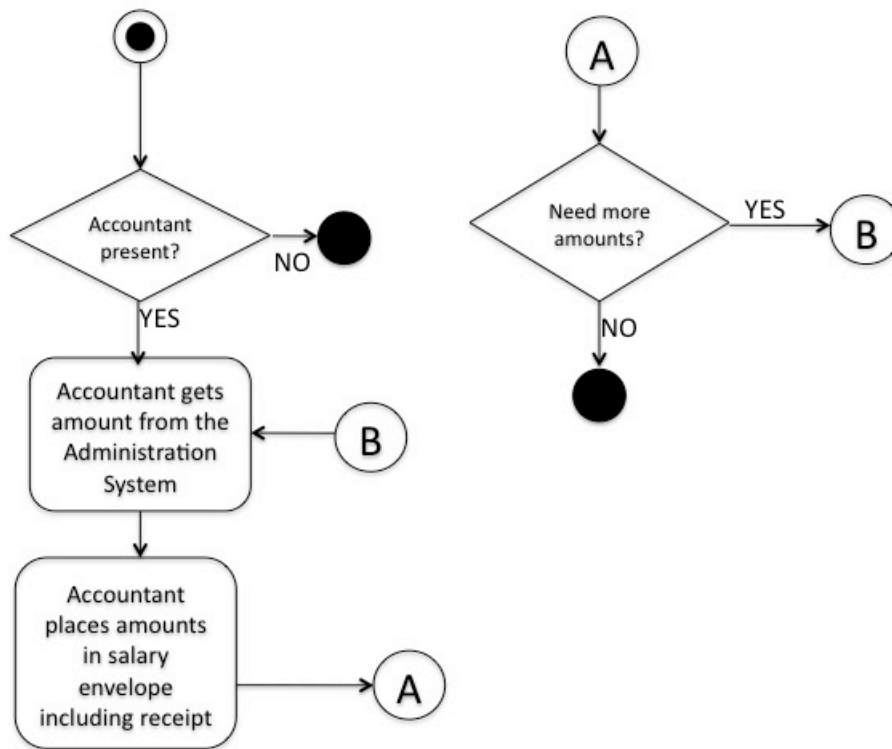 Accountant
present?
NO
YES
Accountant gets
amount from the
Administration
System
B
Accountant
places amounts
in salary
envelope
including receipt
A
A
Need more
amounts?
YES
B
NO